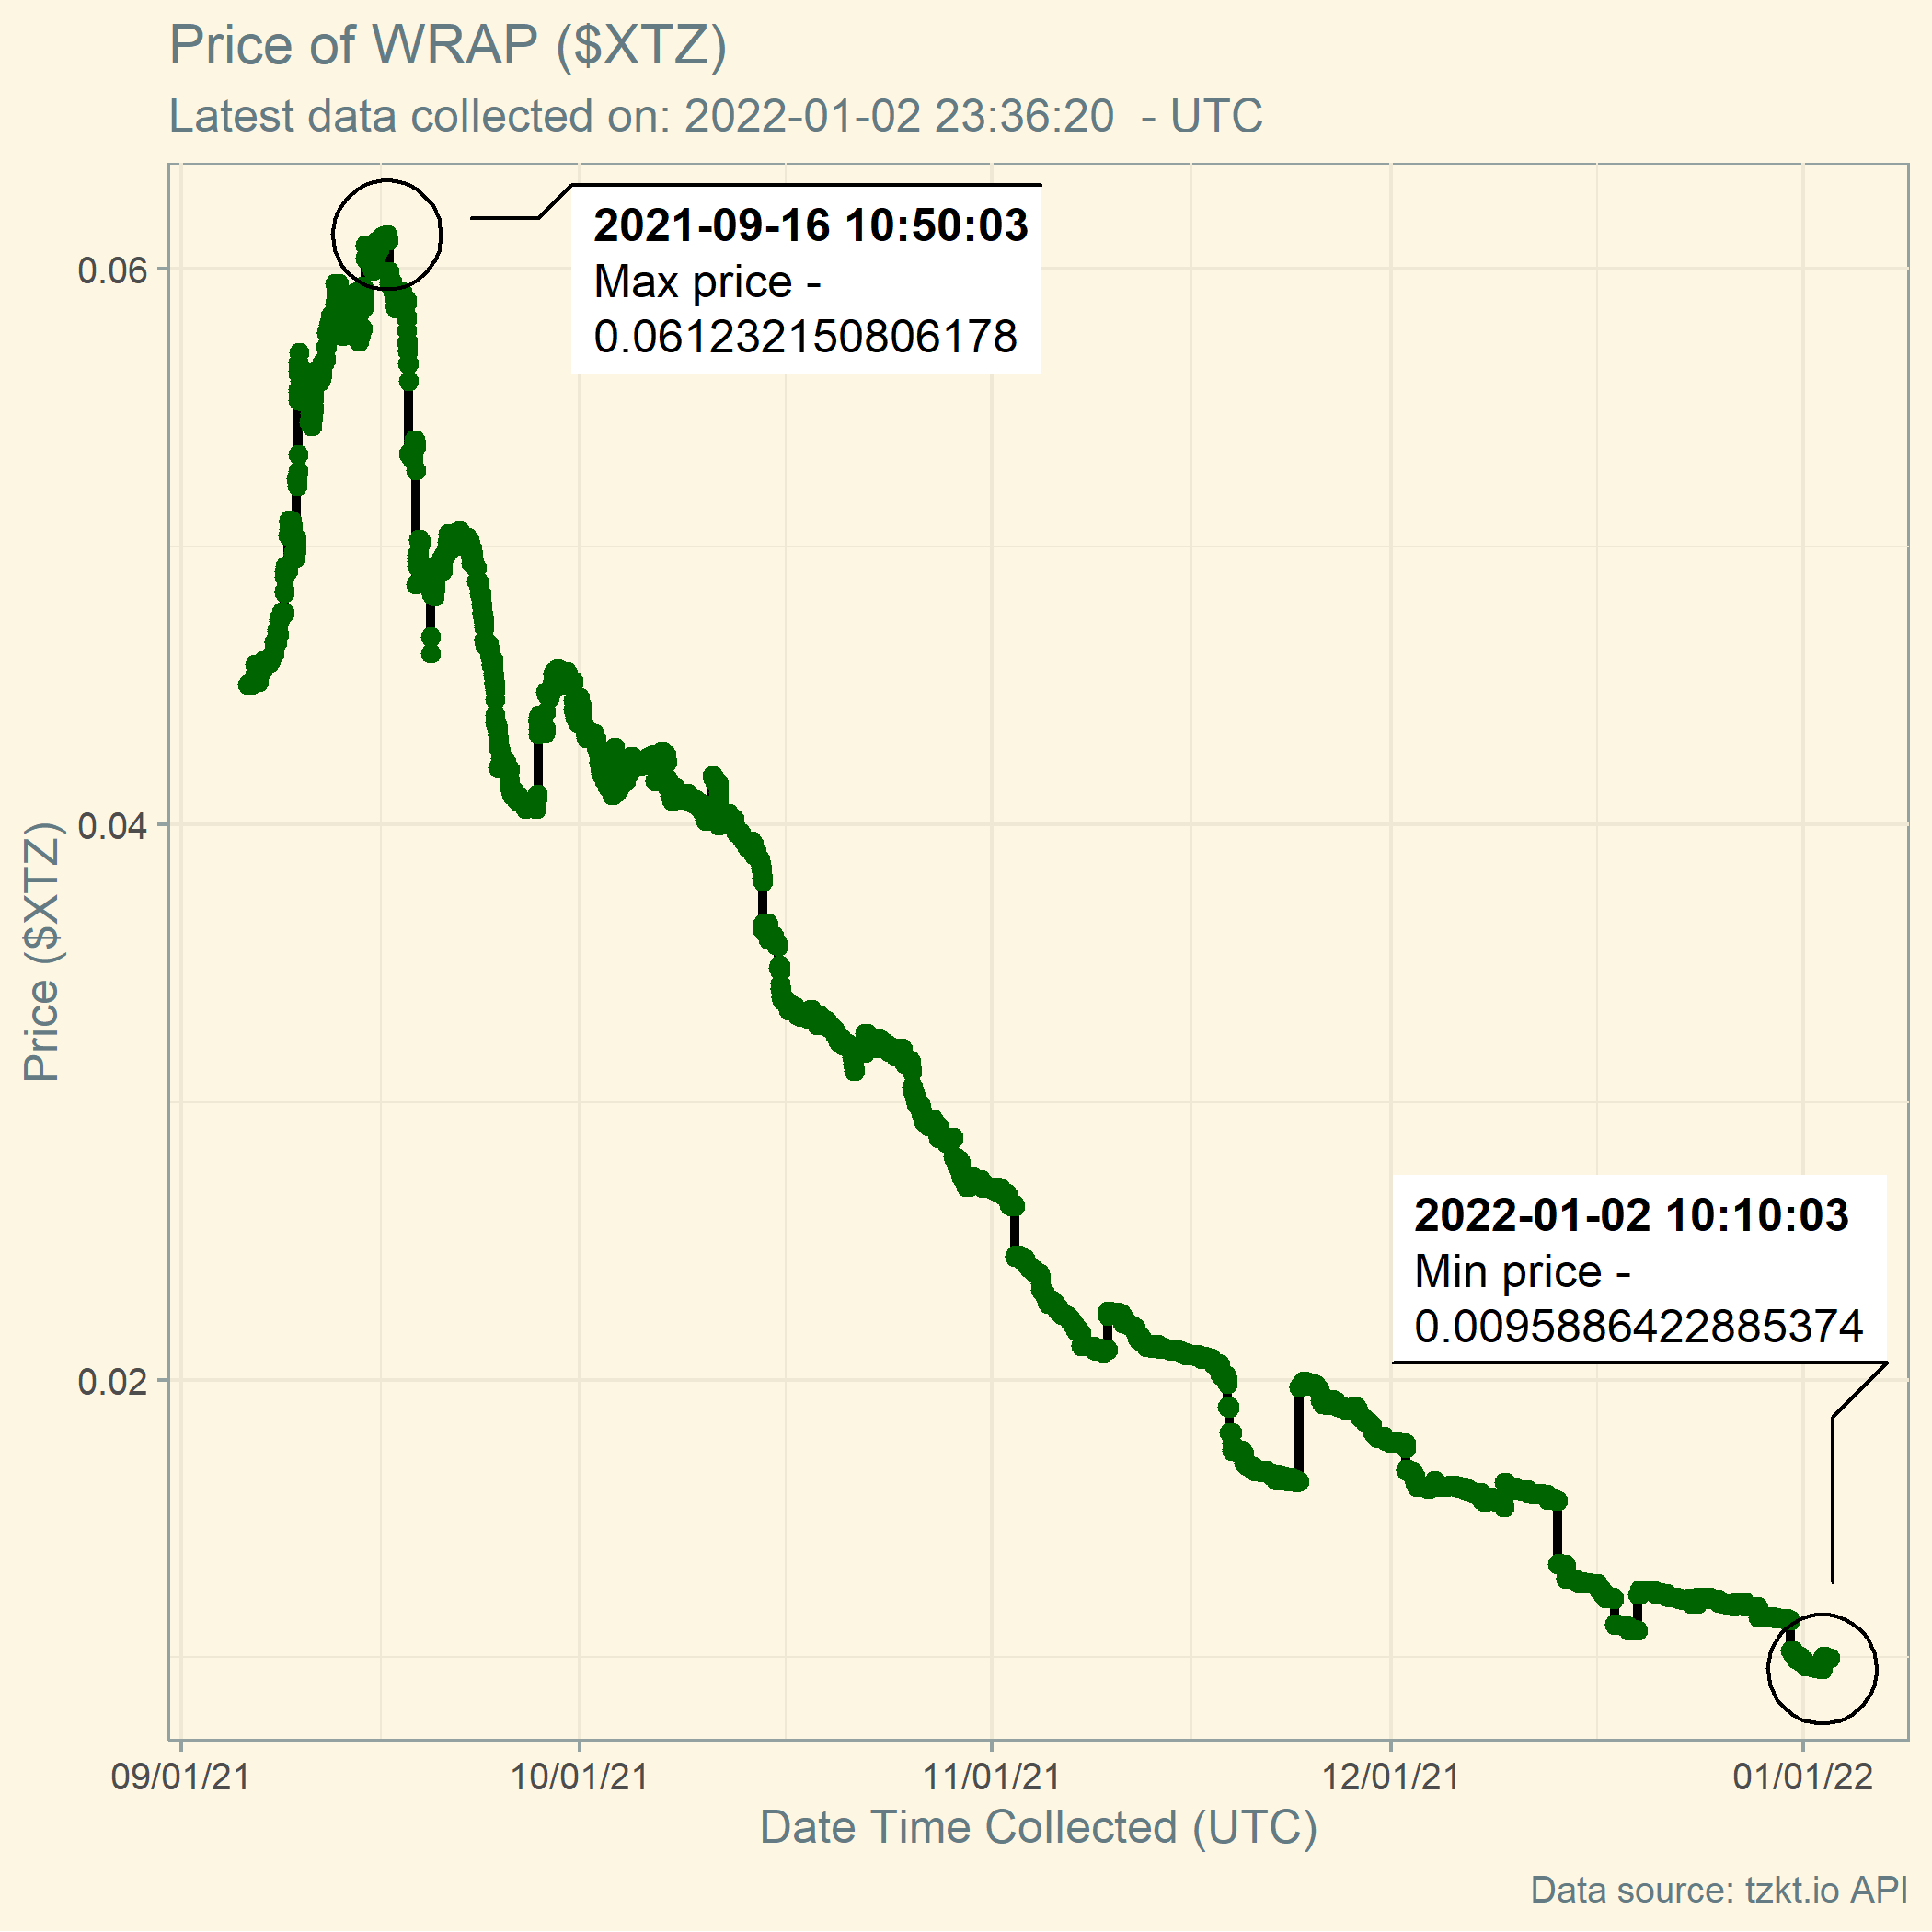 Price of WRAP ($XTZ)
Latest data collected on: 2022-01-02 23:36:20  - UTC
2021-09-16 10:50:03
Max price -
0.061232150806178
0.06
0.04
0.02
Price ($XTZ)
2022-01-02 10:10:03
Min price -
0.0095886422885374
09/01/21
10/01/21
11/01/21
12/01/21
01/01/22
Date Time Collected (UTC)
Data source: tzkt.io API